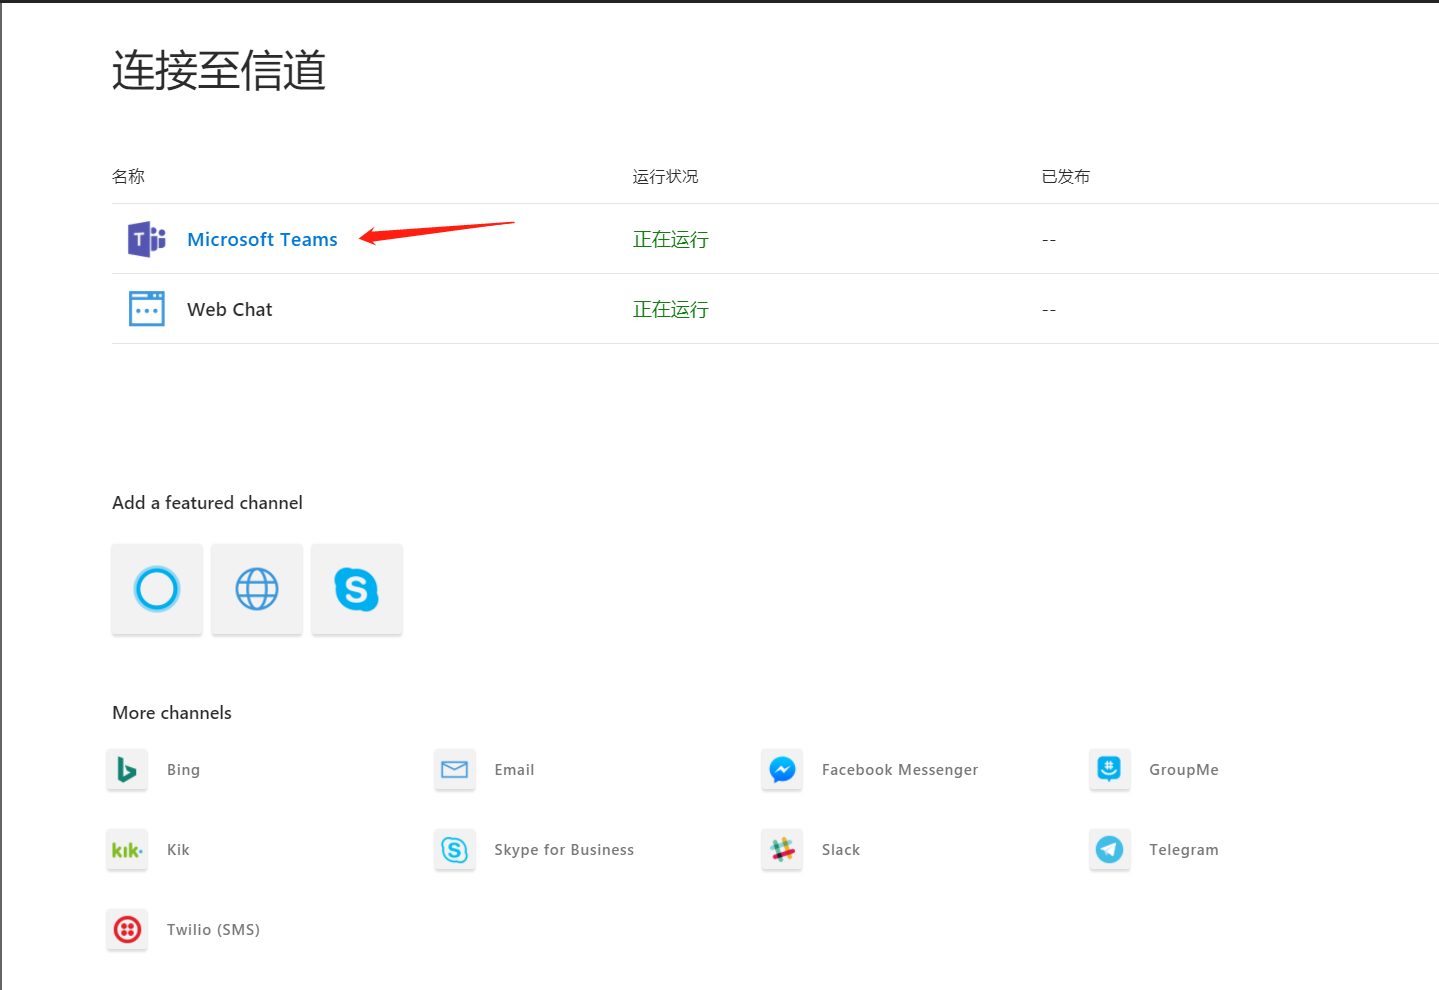 连接至信道
名称 运行状况 已发布
Microsoft Teams 正在运行 --
Web Chat 正在运行 --
Add a featured channel
More channels
Bing Email Facebook Messenger GroupMe
kik. Kik Skype for Business Slack Telegram
Twilio (SMS)